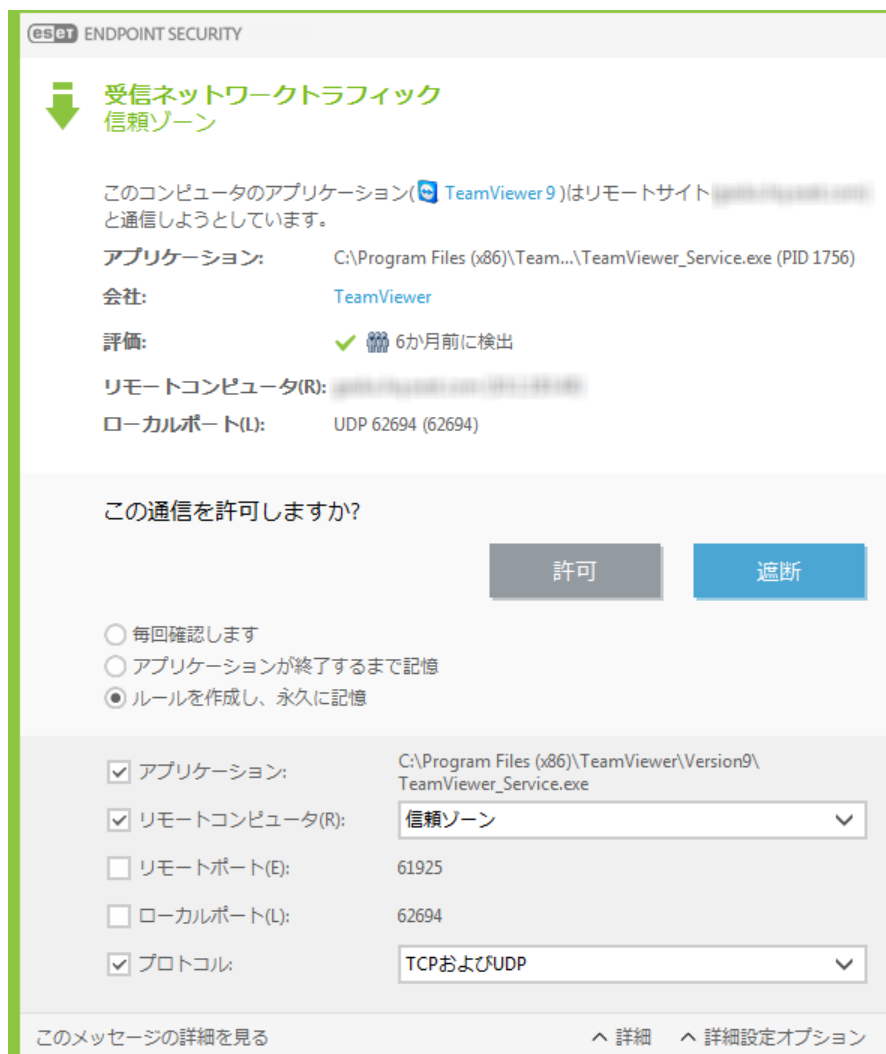 eset ENDPOINT SECURITY
受信ネットワークトラフィック
信頼ゾーン
このコンピュータのアプリケーション( TeamViewer 9 )はリモートサイト
と通信しようとしています。
アプリケーション: C:\Program Files (x86)\Team...\TeamViewer_Service.exe (PID 1756)
会社: TeamViewer
評価: 6か月前に検出
リモートコンピュータ(R):
ローカルポート(L): UDP 62694 (62694)
この通信を許可しますか?
許可 遮断
毎回確認します
アプリケーションが終了するまで記憶
ルールを作成し、永久に記憶
アプリケーション: C:\Program Files (x86)\TeamViewer\Version9\
TeamViewer_Service.exe
リモートコンピュータ(R): 信頼ゾーン
リモートポート(E): 61925
ローカルポート(L): 62694
プロトコル: TCPおよびUDP
このメッセージの詳細を見る 詳細 詳細設定オプション